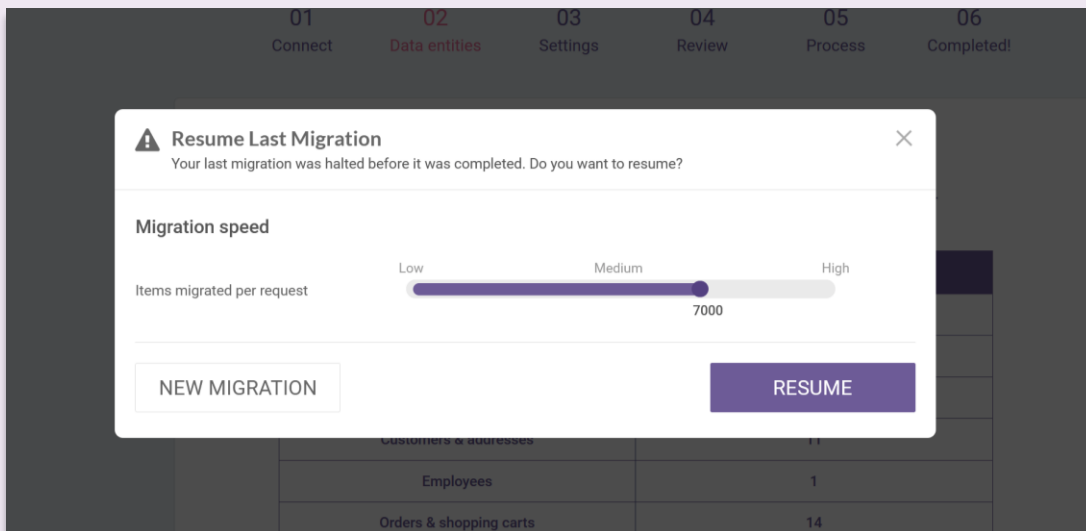 01 02 03 04 05 06
Connect Data entities Settings Review Process Completed!
Resume Last Migration
Your last migration was halted before it was completed. Do you want to resume?
Migration speed
Low Medium High
Items migrated per request
7000
NEW MIGRATION RESUME
Customers & addresses 11
Employees 1
Orders & shopping carts 14